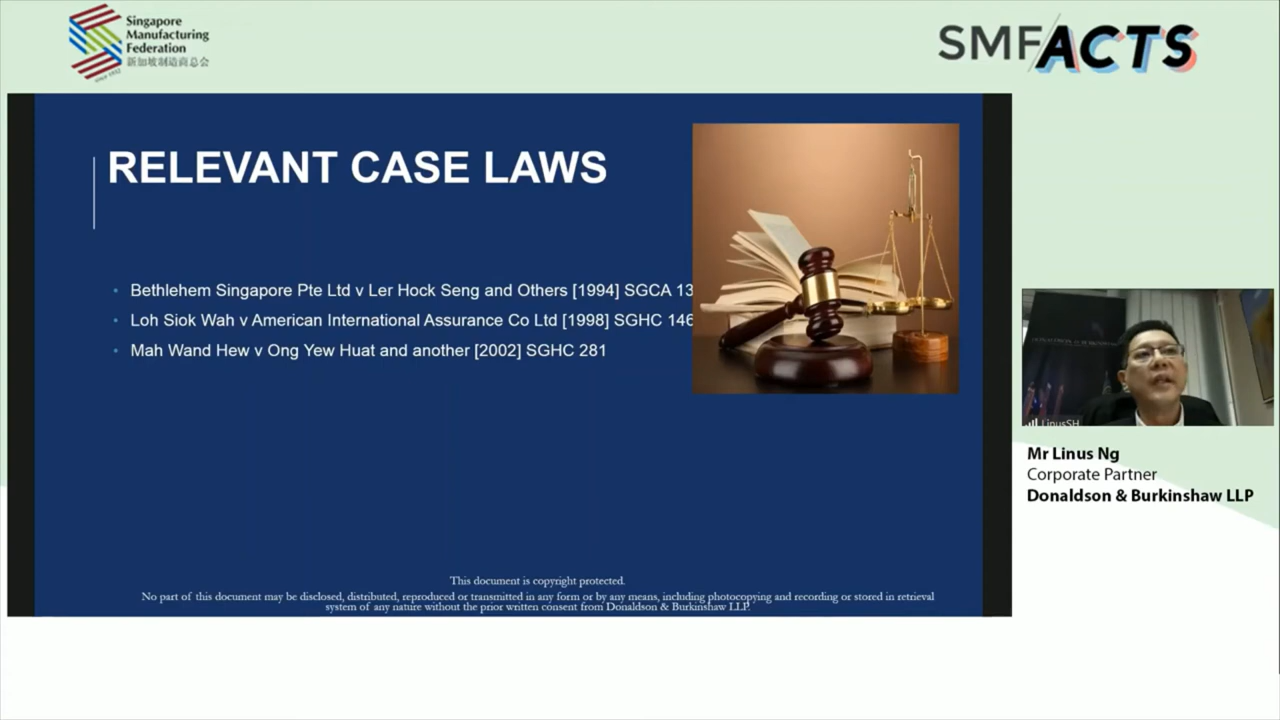 Singapore
Manufacturing
Federation
新加坡制造商总会
since 1932
SMF/ACTS
RELEVANT CASE LAWS
• Bethlehem Singapore Pte Ltd v Ler Hock Seng and Others [1994] SGCA 13
• Loh Siok Wah v American International Assurance Co Ltd [1998] SGHC 146
• Mah Wand Hew v Ong Yew Huat and another [2002] SGHC 281
LinusSH
Mr Linus Ng
Corporate Partner
Donaldson & Burkinshaw LLP
This document is copyright protected.
No part of this document may be disclosed, distributed, reproduced or transmitted in any form or by any means, including photocopying and recording or stored in retrieval
system of any nature without the prior written consent from Donaldson & Burkinshaw LLP.